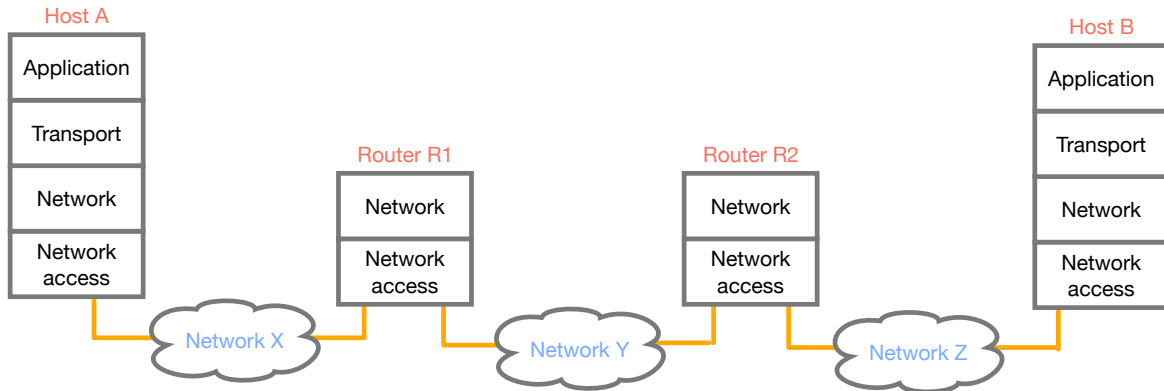 Host A
Application
Transport
Network
Network
access
Router R1
Network
Network
access
Router R2
Network
Network
access
Host B
Application
Transport
Network
Network
access
Network X
Network Y
Network Z